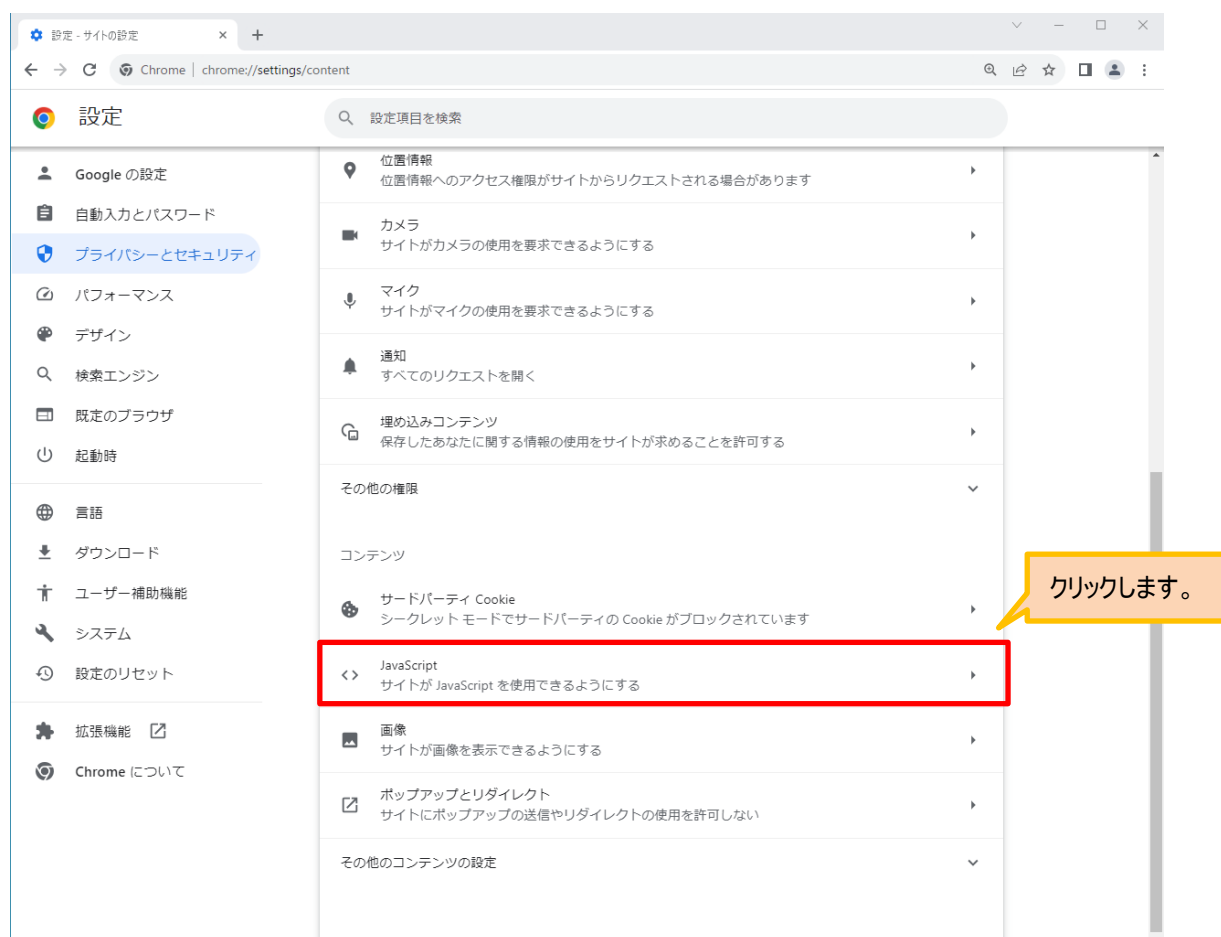 設定 - サイトの設定
Chrome | chrome://settings/content
設定
設定項目を検索
Google の設定
自動入力とパスワード
プライバシーとセキュリティ
パフォーマンス
デザイン
検索エンジン
既定のブラウザ
起動時
言語
ダウンロード
ユーザー補助機能
システム
設定のリセット
拡張機能
Chrome について
位置情報
位置情報へのアクセス権限がサイトからリクエストされる場合があります
カメラ
サイトがカメラの使用を要求できるようにする
マイク
サイトがマイクの使用を要求できるようにする
通知
すべてのリクエストを開く
埋め込みコンテンツ
保存したあなたに関する情報の使用をサイトが求めることを許可する
その他の権限
コンテンツ
サードパーティ Cookie
シークレット モードでサードパーティの Cookie がブロックされています
JavaScript
サイトが JavaScript を使用できるようにする
画像
サイトが画像を表示できるようにする
ポップアップとリダイレクト
サイトにポップアップの送信やリダイレクトの使用を許可しない
その他のコンテンツの設定
クリックします。